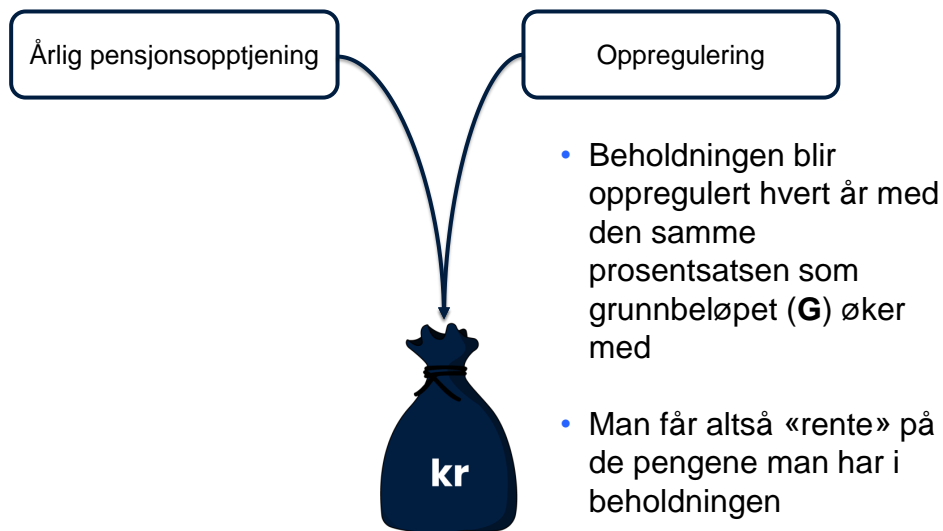 Årlig pensjonsopptjening
Oppregulering
• Beholdningen blir
oppregulert hvert år med
den samme
prosentsatsen som
grunnbeløpet (G) øker
med
• Man får altså «rente» på
de pengene man har i
beholdningen
kr